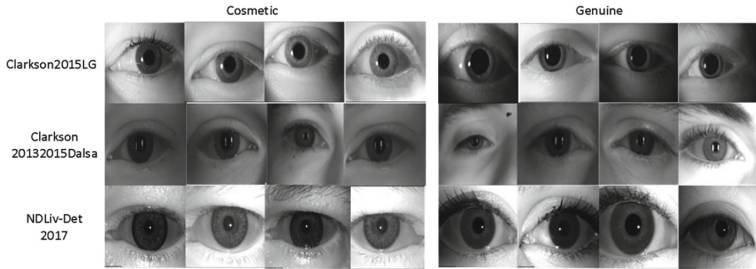 Cosmetic
Genuine
Clarkson2015LG
Clarkson
20132015Dalsa
NDLiv-Det
2017